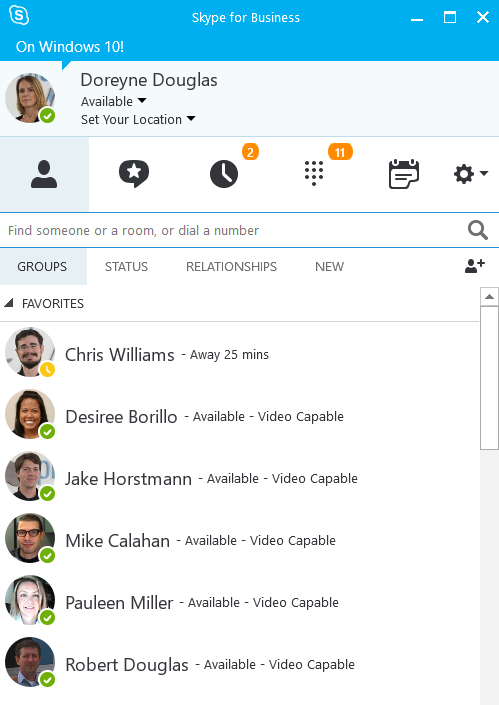 Skype for Business
On Windows 10!
Doreyne Douglas
Available
Set Your Location
2
11
Find someone or a room, or dial a number
GROUPS STATUS RELATIONSHIPS NEW
FAVORITES
Chris Williams - Away 25 mins
Desiree Borillo - Available - Video Capable
Jake Horstmann - Available - Video Capable
Mike Calahan - Available - Video Capable
Pauleen Miller - Available - Video Capable
Robert Douglas - Available - Video Capable